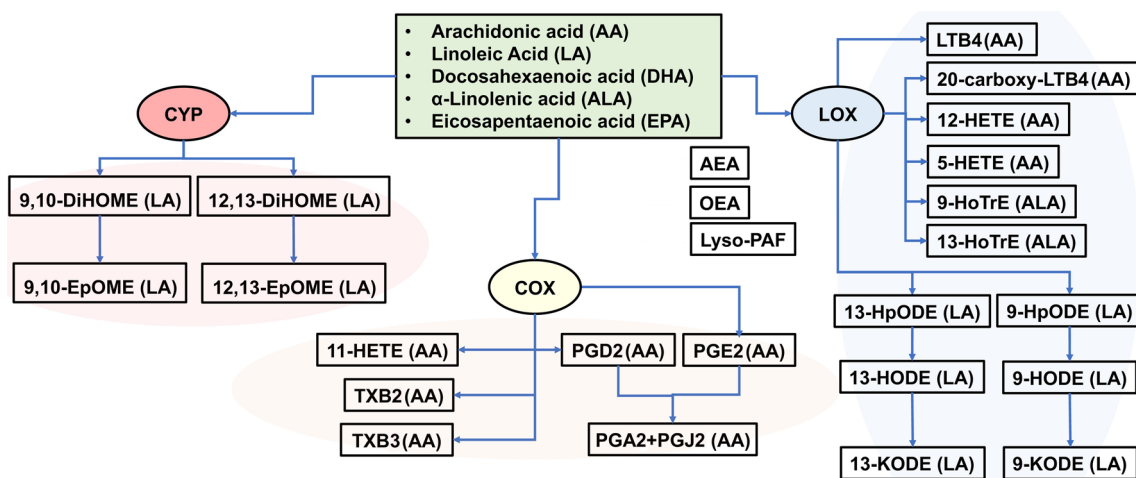 • Arachidonic acid (AA)
• Linoleic Acid (LA)
• Docosahexaenoic acid (DHA)
• α-Linolenic acid (ALA)
• Eicosapentaenoic acid (EPA)
CYP
LOX
COX
9,10-DiHOME (LA)
12,13-DiHOME (LA)
9,10-EpOME (LA)
12,13-EpOME (LA)
AEA
OEA
Lyso-PAF
LTB4 (AA)
20-carboxy-LTB4 (AA)
12-HETE (AA)
5-HETE (AA)
9-HoTrE (ALA)
13-HoTrE (ALA)
13-HpODE (LA)
9-HpODE (LA)
13-HODE (LA)
9-HODE (LA)
13-KODE (LA)
9-KODE (LA)
11-HETE (AA)
PGD2 (AA)
PGE2 (AA)
TXB2 (AA)
TXB3 (AA)
PGA2+PGJ2 (AA)